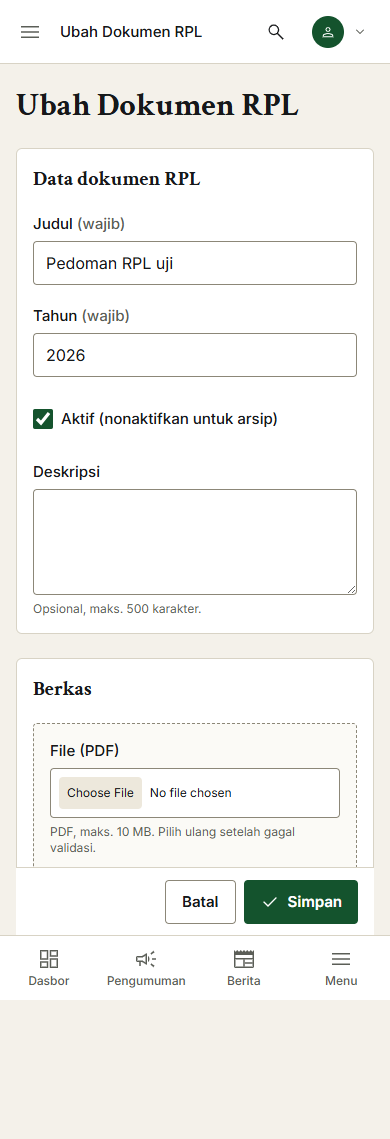 Ubah Dokumen RPL
Ubah Dokumen RPL
Data dokumen RPL
Judul (wajib)
Pedoman RPL uji
Tahun (wajib)
2026
Aktif (nonaktifkan untuk arsip)
Deskripsi
Opsional, maks. 500 karakter.
Berkas
File (PDF)
Choose File No file chosen
PDF, maks. 10 MB. Pilih ulang setelah gagal
validasi.
Batal Simpan
Dasbor Pengumuman Berita Menu